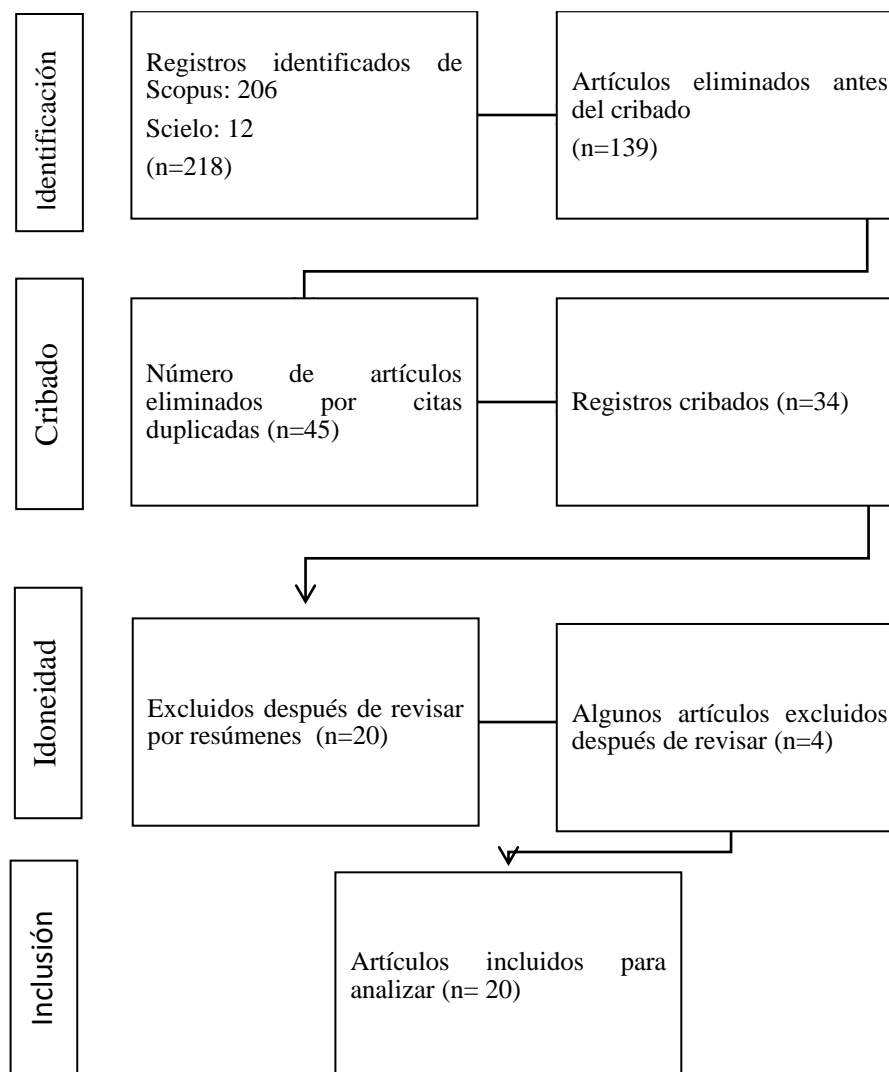 Identificación
Registros identificados de
Scopus: 206
Scielo: 12
(n=218)
Artículos eliminados antes
del cribado
(n=139)
Cribado
Número de artículos
eliminados por citas
duplicadas (n=45)
Registros cribados (n=34)
Idoneidad
Excluidos después de revisar
por resúmenes (n=20)
Algunos artículos excluidos
después de revisar (n=4)
Inclusión
Artículos incluidos para
analizar (n= 20)